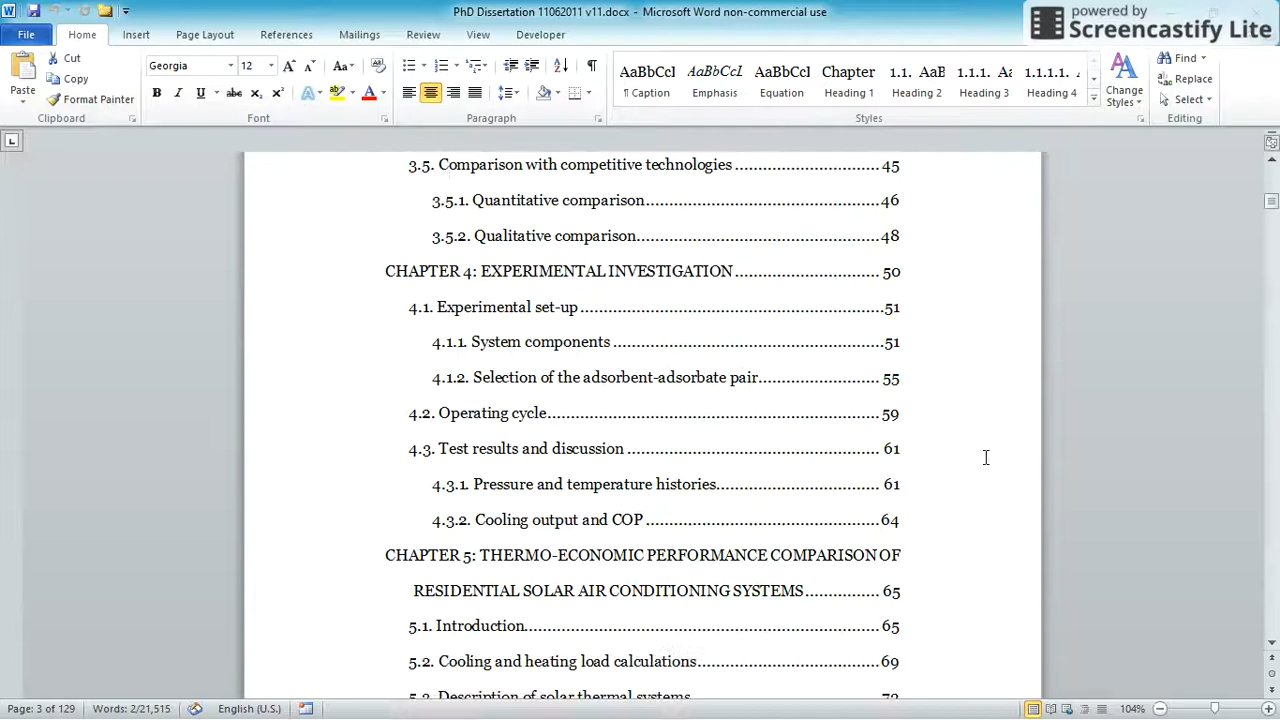 PhD Dissertation 11062011 v11.docx - Microsoft Word non-commercial use
powered by
Screencastify Lite
File Home Insert Page Layout References Mailings Review View Developer
Paste
Cut
Copy
Format Painter
Clipboard
Georgia 12
Font
Paragraph
AaBbCcI AaBbCcI AaBbCcI Chapter 1.1. AaB 1.1.1. Aa 1.1.1.1.
¶ Caption Emphasis Equation Heading 1 Heading 2 Heading 3 Heading 4
Styles
Change
Styles
Find
Replace
Select
Editing
3.5. Comparison with competitive technologies 45
3.5.1. Quantitative comparison 46
3.5.2. Qualitative comparison 48
CHAPTER 4: EXPERIMENTAL INVESTIGATION 50
4.1. Experimental set-up 51
4.1.1. System components 51
4.1.2. Selection of the adsorbent-adsorbate pair 55
4.2. Operating cycle 59
4.3. Test results and discussion 61
4.3.1. Pressure and temperature histories 61
4.3.2. Cooling output and COP 64
CHAPTER 5: THERMO-ECONOMIC PERFORMANCE COMPARISON OF
RESIDENTIAL SOLAR AIR CONDITIONING SYSTEMS 65
5.1. Introduction 65
5.2. Cooling and heating load calculations 69
Description of solar thermal systems
Page: 3 of 129 Words: 2/21,515 English (U.S.) 104%